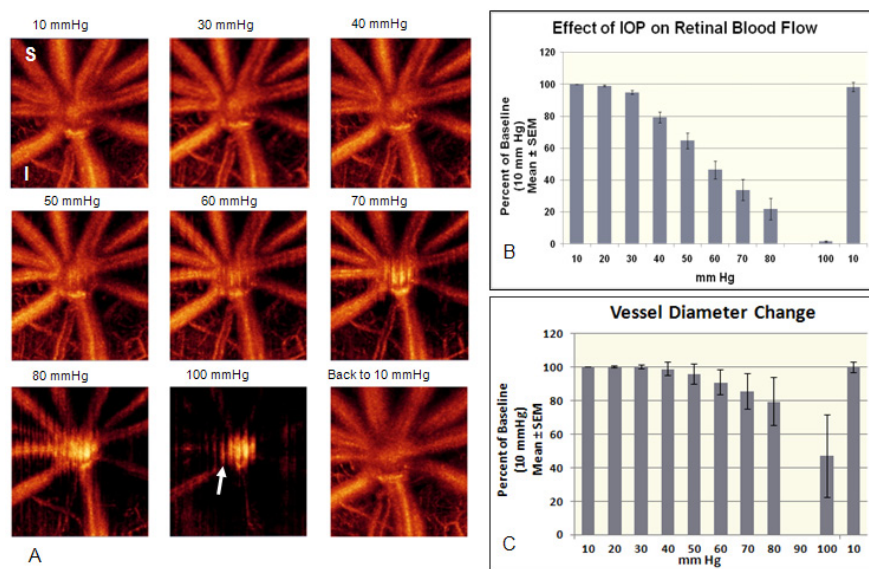 10 mmHg 30 mmHg 40 mmHg
S
I
50 mmHg 60 mmHg 70 mmHg
80 mmHg 100 mmHg Back to 10 mmHg
A
Effect of IOP on Retinal Blood Flow
Percent of Baseline
(10 mm Hg)
Mean ± SEM
120
100
80
60
40
20
0
10 20 30 40 50 60 70 80 100 10
mm Hg
B
Vessel Diameter Change
Percent of Baseline
(10 mmHg)
Mean ± SEM
120
100
80
60
40
20
0
10 20 30 40 50 60 70 80 90 100 10
mm Hg
C